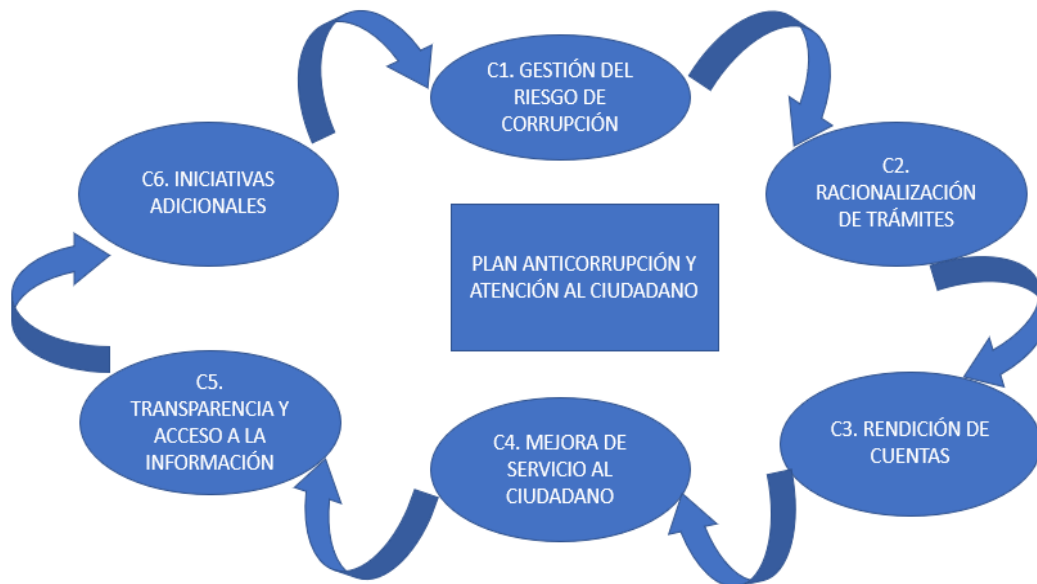 C1. GESTIÓN DEL
RIESGO DE
CORRUPCIÓN
C2.
RACIONALIZACIÓN
DE TRÁMITES
C3. RENDICIÓN DE
CUENTAS
C4. MEJORA DE
SERVICIO AL
CIUDADANO
C5.
TRANSPARENCIA Y
ACCESO A LA
INFORMACIÓN
C6. INICIATIVAS
ADICIONALES
PLAN ANTICORRUPCIÓN Y
ATENCIÓN AL CIUDADANO